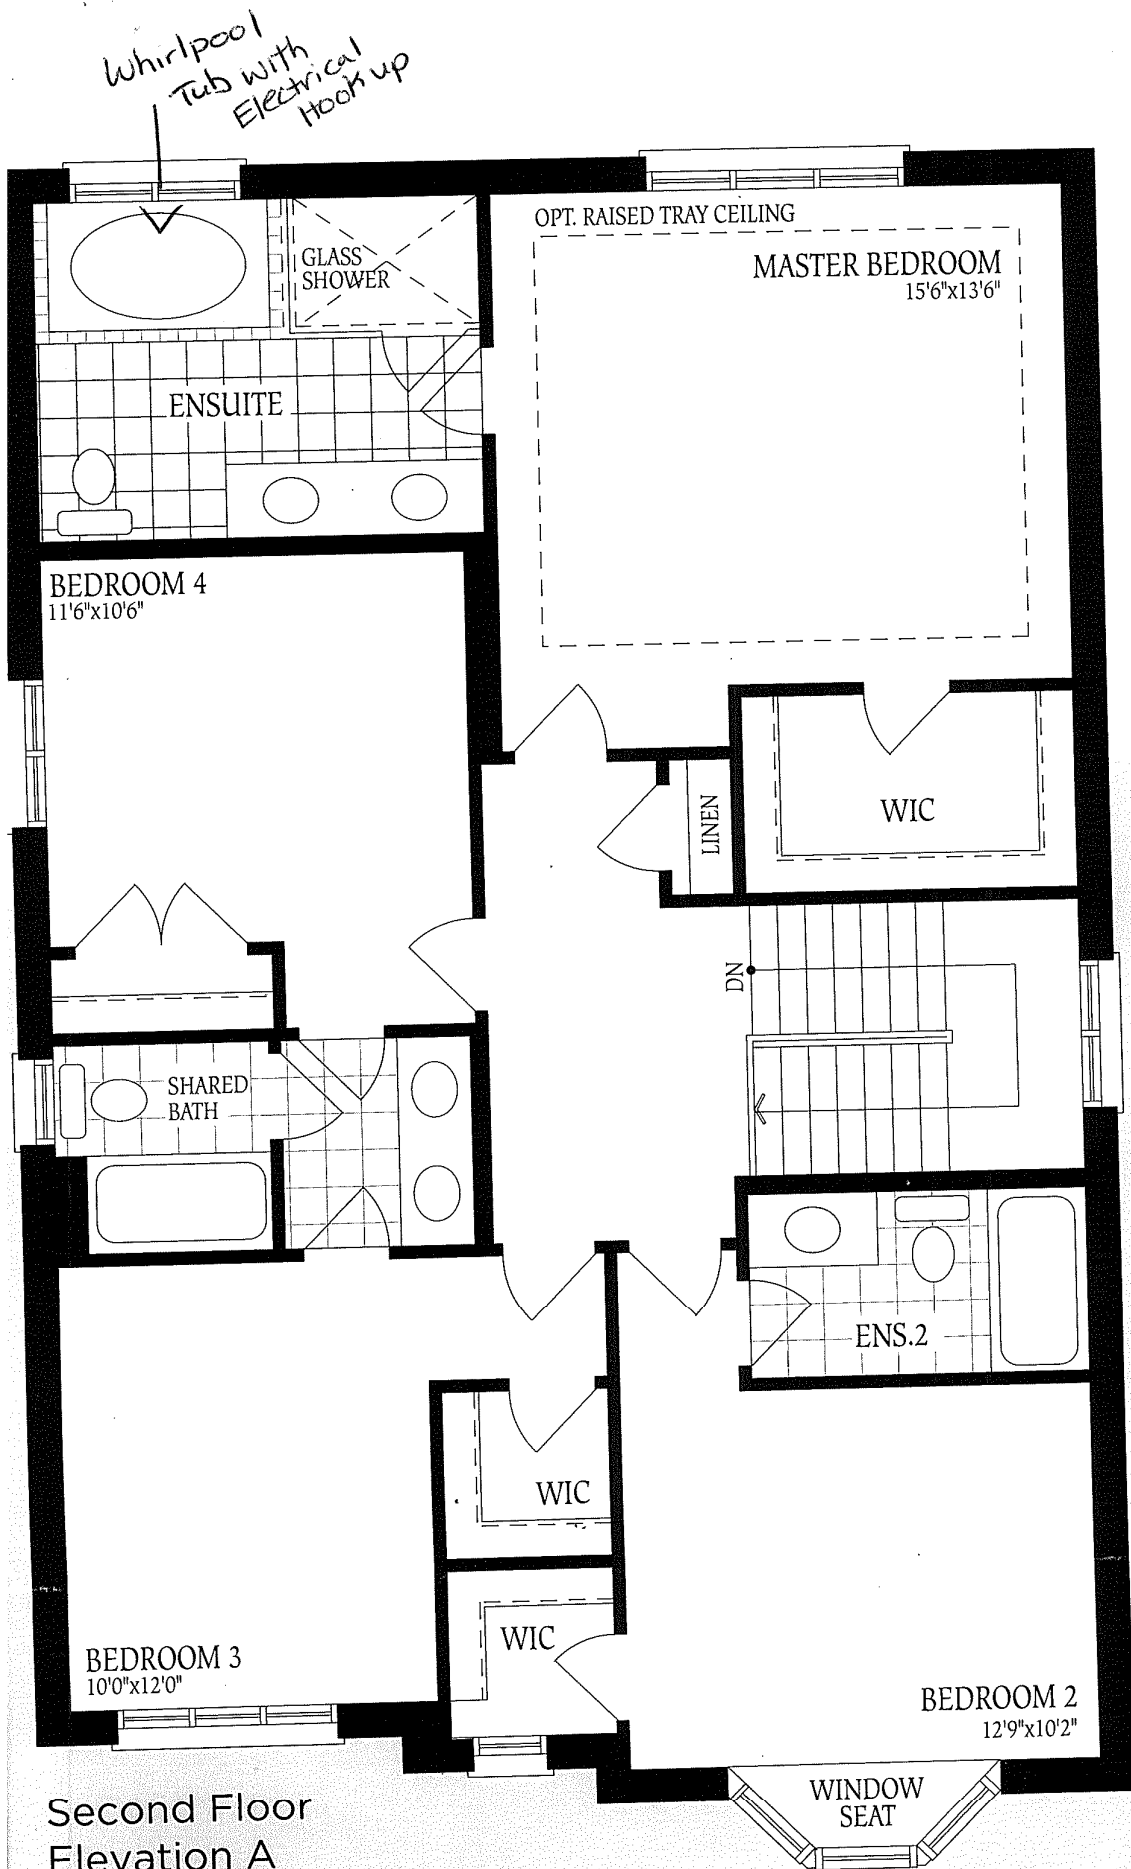 Whirlpool
Tub with
Electrical
Hook up
OPT. RAISED TRAY CEILING
MASTER BEDROOM
15'6"x13'6"
GLASS
SHOWER
ENSUITE
BEDROOM 4
11'6"x10'6"
LINEN
WIC
DN
SHARED
BATH
ENS.2
WIC
WIC
BEDROOM 3
10'0"x12'0"
BEDROOM 2
12'9"x10'2"
WINDOW
SEAT
Second Floor
Elevation A